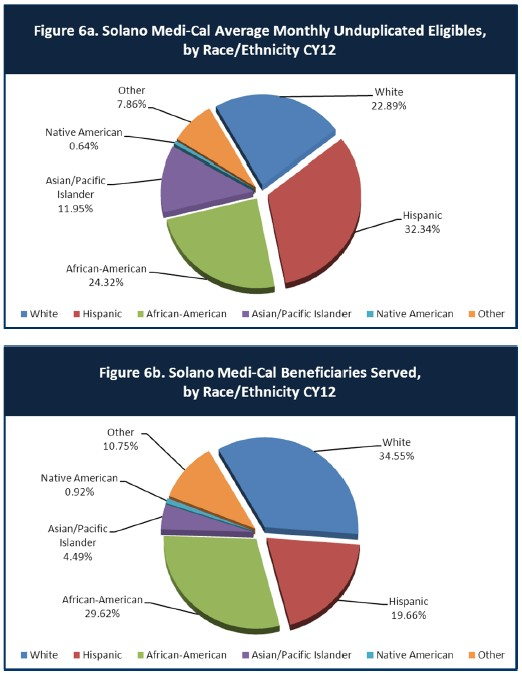 Figure 6a. Solano Medi-Cal Average Monthly Unduplicated Eligibles,
by Race/Ethnicity CY12
Other
7.86%
White
22.89%
Native American
0.64%
Asian/Pacific
Islander
11.95%
Hispanic
32.34%
African-American
24.32%
White Hispanic African-American Asian/Pacific Islander Native American Other
Figure 6b. Solano Medi-Cal Beneficiaries Served,
by Race/Ethnicity CY12
Other
10.75%
White
34.55%
Native American
0.92%
Asian/Pacific
Islander
4.49%
African-American
29.62%
Hispanic
19.66%
White Hispanic African-American Asian/Pacific Islander Native American Other